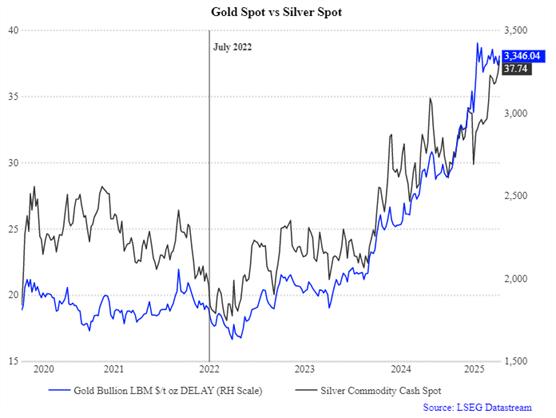 Gold Spot vs Silver Spot
40
3,500
July 2022
3,346.04
37.74
35
3,000
30
2,500
25
2,000
20
15
1,500
2020 2021 2022 2023 2024 2025
Gold Bullion LBM $/t oz DELAY (RH Scale) Silver Commodity Cash Spot
Source: LSEG Datastream